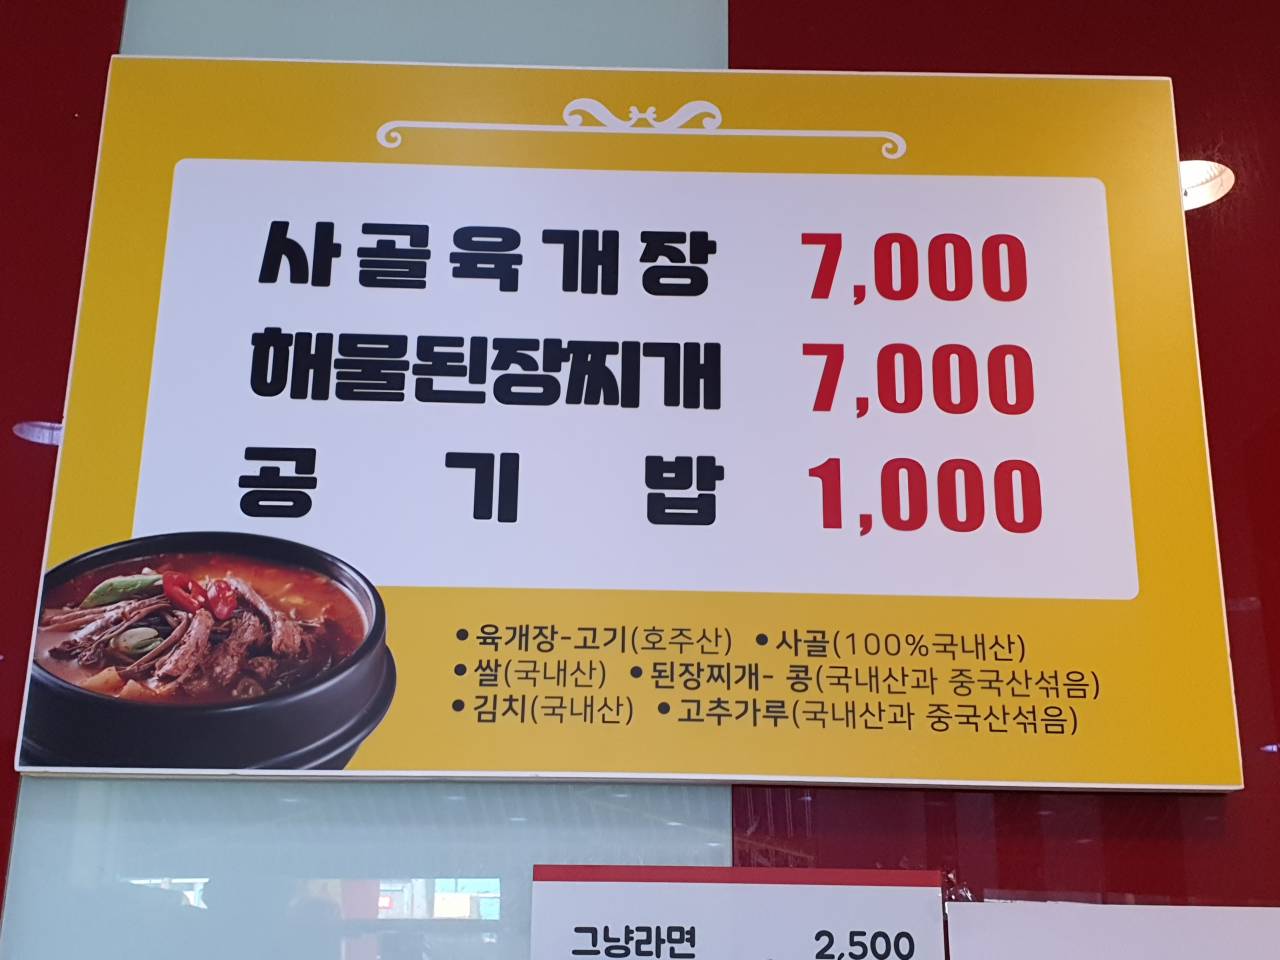 사골육개장 7,000
해물된장찌개 7,000
공기밥 1,000
•육개장-고기(호주산) •사골(100%국내산)
•쌀(국내산) •된장찌개- 콩(국내산과 중국산섞음)
•김치(국내산) •고추가루(국내산과 중국산섞음)
그냥라면 2,500